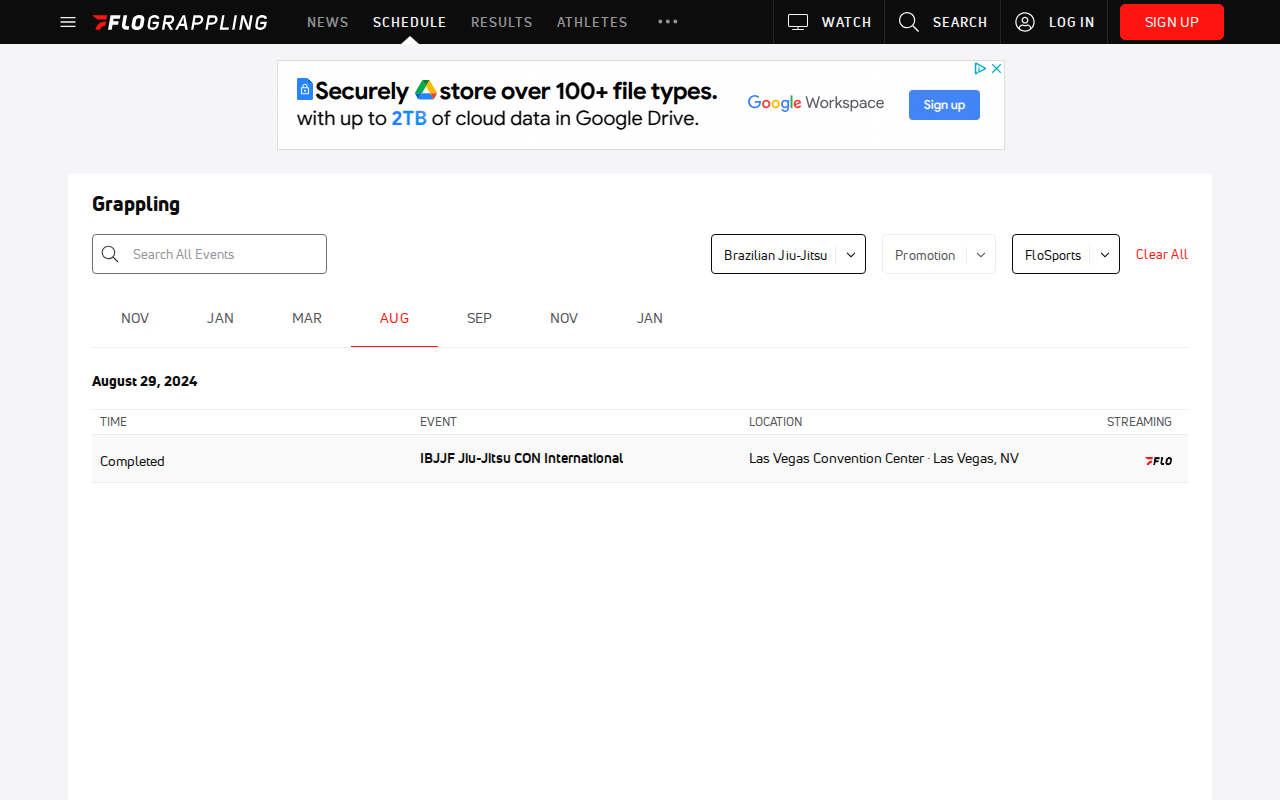 FLOGRAPPLING NEWS SCHEDULE RESULTS ATHLETES WATCH SEARCH LOG IN SIGN UP
Securely store over 100+ file types.
with up to 2TB of cloud data in Google Drive.
Google Workspace
Sign up
Grappling
Search All Events
Brazilian Jiu-Jitsu
Promotion
FloSports
Clear All
NOV JAN MAR AUG SEP NOV JAN
August 29, 2024
TIME EVENT LOCATION STREAMING
Completed IBJJF Jiu-Jitsu CON International Las Vegas Convention Center · Las Vegas, NV FLO